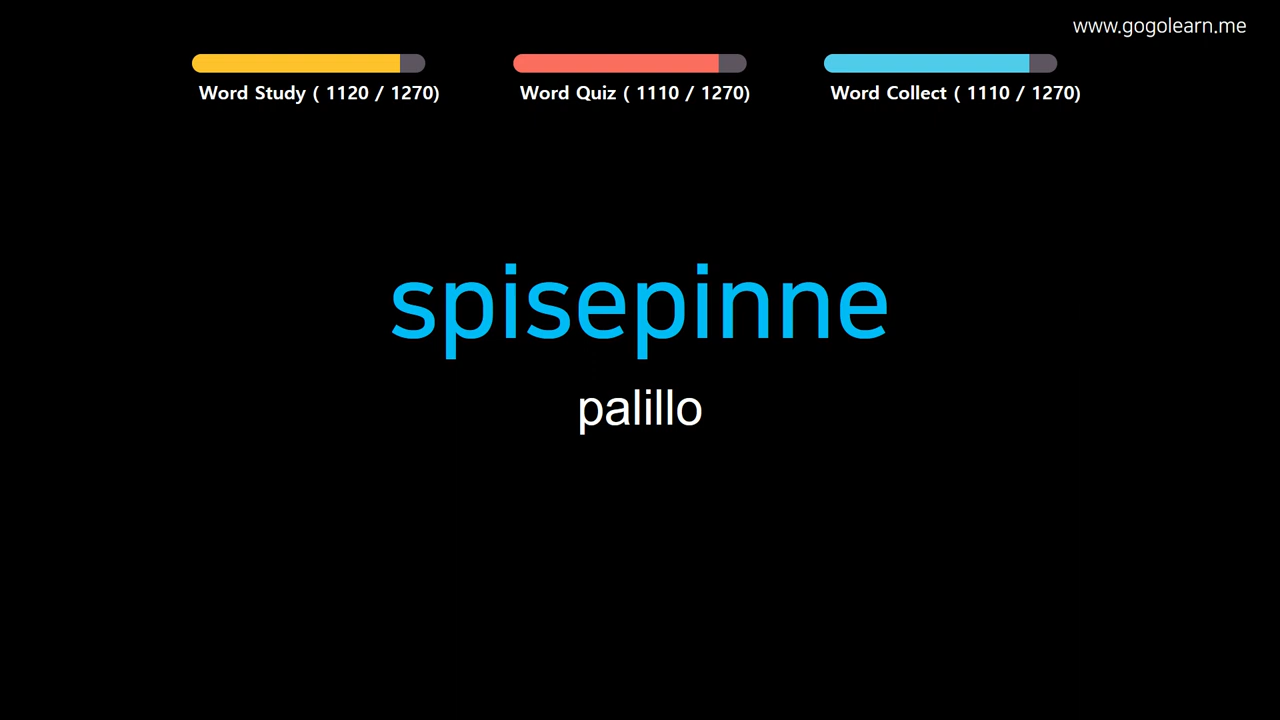 www.gogolearn.me
Word Study ( 1120 / 1270)
Word Quiz ( 1110 / 1270)
Word Collect ( 1110 / 1270)
spisepinne
palillo